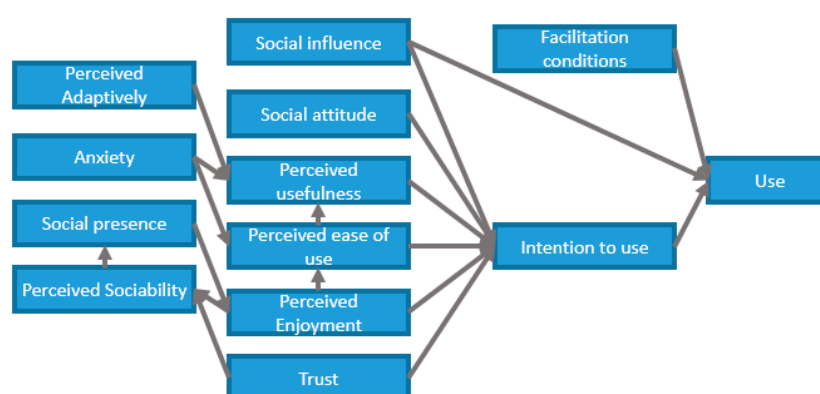 Social influence
Facilitation
conditions
Perceived
Adaptively
Social attitude
Anxiety
Perceived
usefulness
Use
Social presence
Perceived ease of
use
Intention to use
Perceived Sociability
Perceived
Enjoyment
Trust